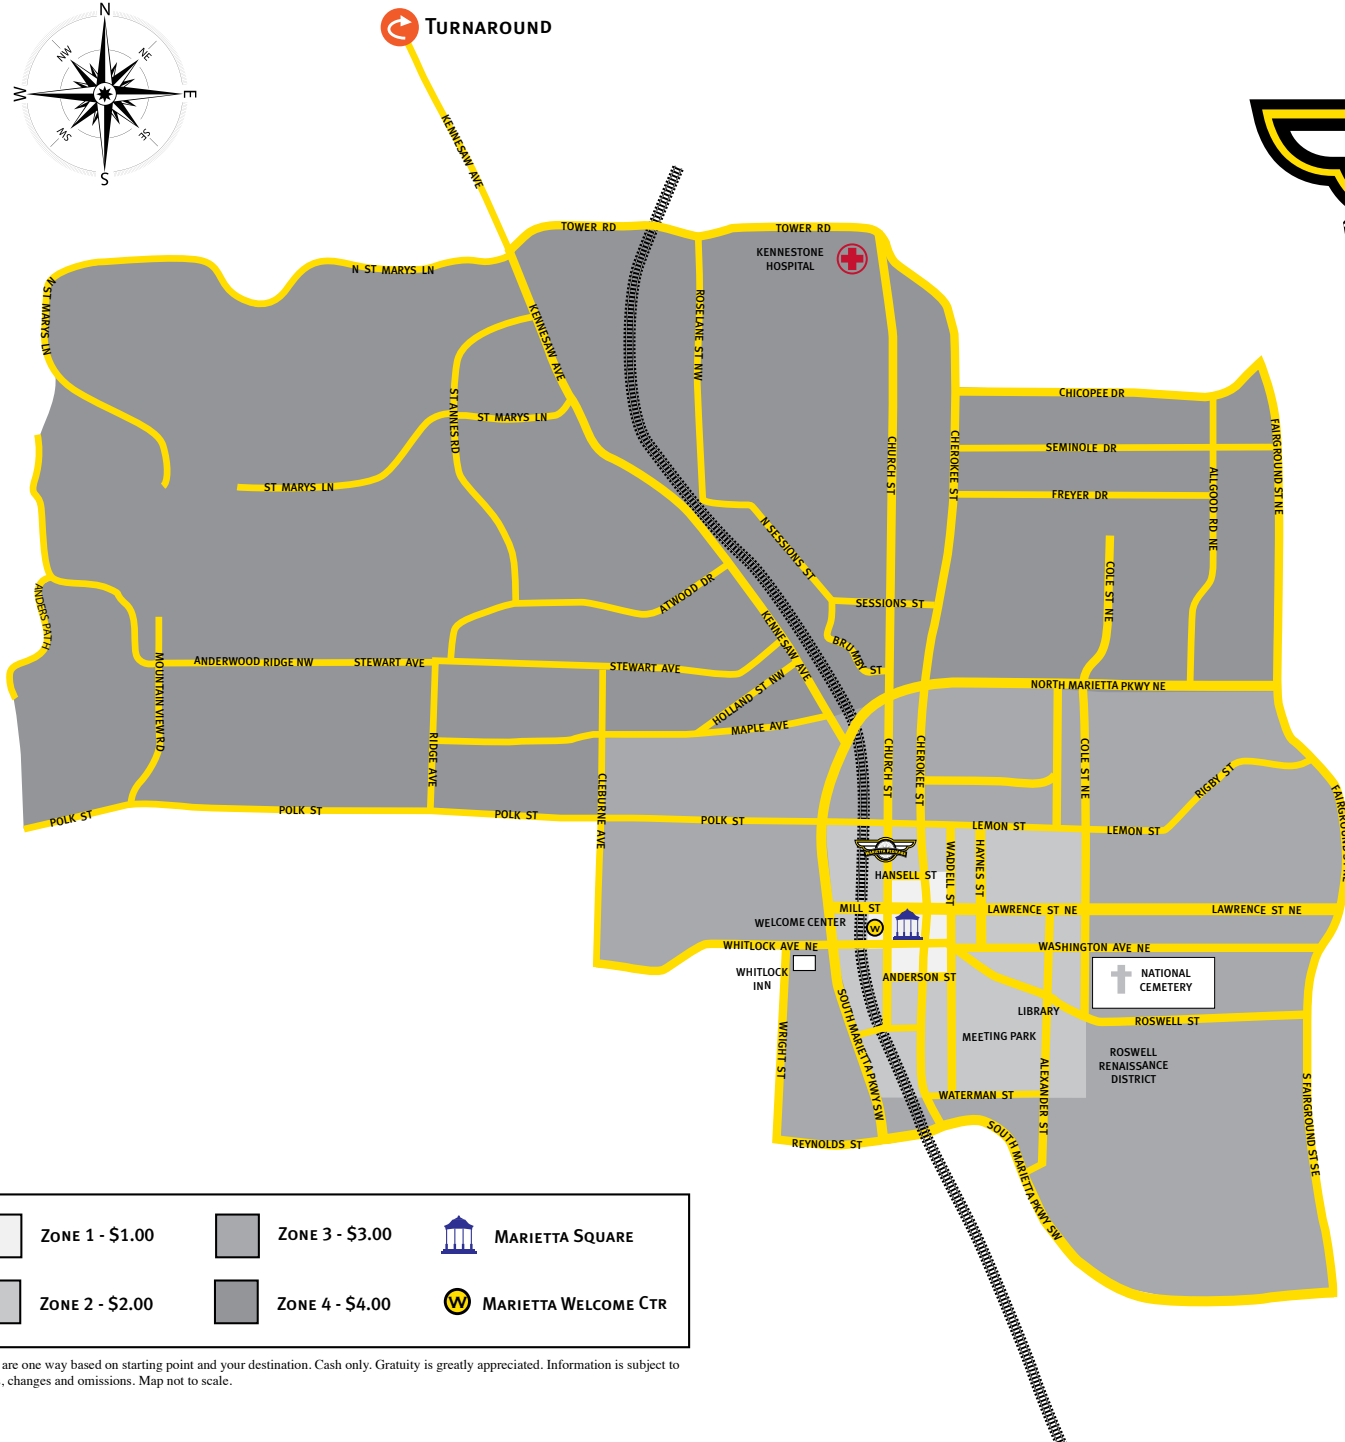 N
NW
NE
W
E
SW
SE
S
TURNAROUND
KENNESAW AVE
TOWER RD
TOWER RD
KENNESTONE
HOSPITAL
N ST MARYS LN
N ST MARYS LN
KENNESAW AVE
ROSELANE ST NW
ST ANNES RD
ST MARYS LN
ST MARYS LN
CHURCH ST
CHEROKEE ST
CHICOPEE DR
SEMINOLE DR
FREYER DR
ALLGOOD RD NE
FAIRGROUND ST NE
COLE ST NE
N SESSIONS ST
SESSIONS ST
BRUMBY ST
ATWOOD DR
KENNESAW AVE
ANDERS PATH
ANDERWOOD RIDGE NW
STEWART AVE
STEWART AVE
MOUNTAIN VIEW RD
HOLLAND ST NW
MAPLE AVE
RIDGE AVE
CLEBURNE AVE
NORTH MARIETTA PKWY NE
CHURCH ST
CHEROKEE ST
COLE ST NE
RIGBY ST
POLK ST
POLK ST
POLK ST
POLK ST
LEMON ST
LEMON ST
MARIETTA PEDICABS
HANSELL ST
WADDELL ST
HAYNES ST
MILL ST
LAWRENCE ST NE
LAWRENCE ST NE
WELCOME CENTER
W
WHITLOCK AVE NE
WASHINGTON AVE NE
WHITLOCK
INN
ANDERSON ST
NATIONAL
CEMETERY
LIBRARY
ROSWELL ST
MEETING PARK
ROSWELL
RENAISSANCE
DISTRICT
WRIGHT ST
SOUTH MARIETTA PKWY SW
ALEXANDER ST
WATERMAN ST
REYNOLDS ST
SOUTH MARIETTA PKWY SW
S FAIRGROUND ST SE
ZONE 1 - $1.00
ZONE 3 - $3.00
MARIETTA SQUARE
ZONE 2 - $2.00
ZONE 4 - $4.00
W
MARIETTA WELCOME CTR
are one way based on starting point and your destination. Cash only. Gratuity is greatly appreciated. Information is subject to
, changes and omissions. Map not to scale.